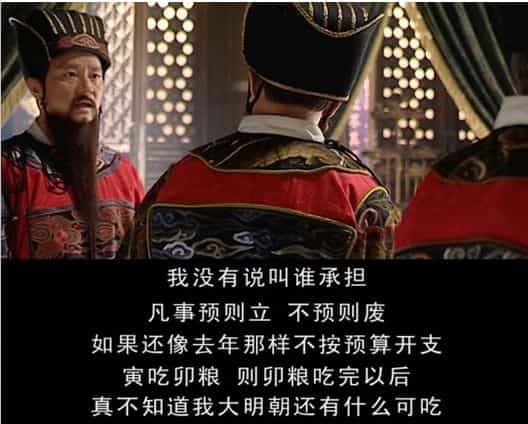 我没有说叫谁承担
凡事预则立 不预则废
如果还像去年那样不按预算开支
寅吃卯粮 则卯粮吃完以后
真不知道我大明朝还有什么可吃